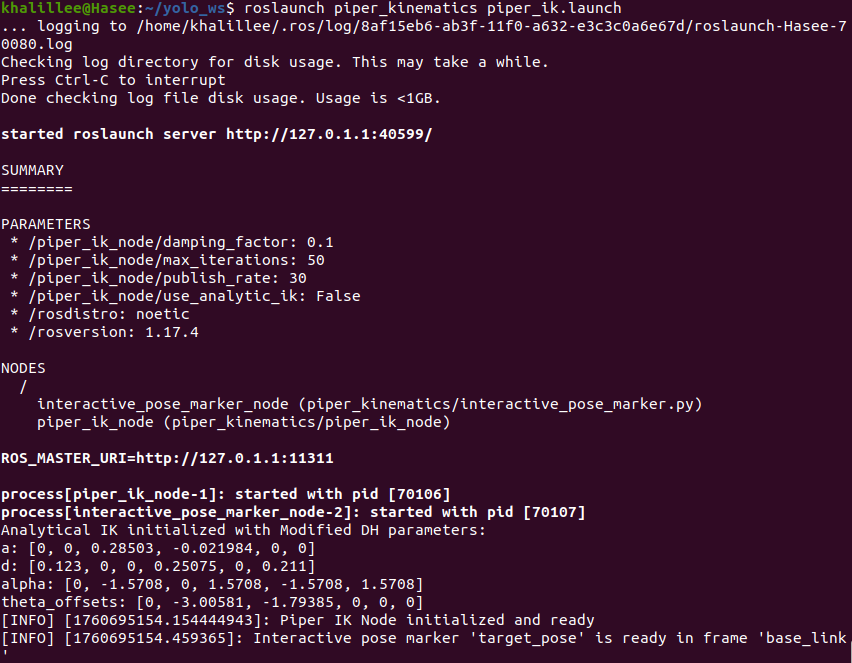 khalillee@Hasee:~/yolo_ws$ roslaunch piper_kinematics piper_ik.launch
... logging to /home/khalillee/.ros/log/8af15eb6-ab3f-11f0-a632-e3c3c0a6e67d/roslaunch-Hasee-7
0080.log
Checking log directory for disk usage. This may take a while.
Press Ctrl-C to interrupt
Done checking log file disk usage. Usage is <1GB.
started roslaunch server http://127.0.1.1:40599/
SUMMARY
========
PARAMETERS
 * /piper_ik_node/damping_factor: 0.1
 * /piper_ik_node/max_iterations: 50
 * /piper_ik_node/publish_rate: 30
 * /piper_ik_node/use_analytic_ik: False
 * /rosdistro: noetic
 * /rosversion: 1.17.4
NODES
  /
    interactive_pose_marker_node (piper_kinematics/interactive_pose_marker.py)
    piper_ik_node (piper_kinematics/piper_ik_node)
ROS_MASTER_URI=http://127.0.1.1:11311
process[piper_ik_node-1]: started with pid [70106]
process[interactive_pose_marker_node-2]: started with pid [70107]
Analytical IK initialized with Modified DH parameters:
a: [0, 0, 0.28503, -0.021984, 0, 0]
d: [0.123, 0, 0, 0.25075, 0, 0.211]
alpha: [0, -1.5708, 0, 1.5708, -1.5708, 1.5708]
theta_offsets: [0, -3.00581, -1.79385, 0, 0, 0]
[INFO] [1760695154.154444943]: Piper IK Node initialized and ready
[INFO] [1760695154.459365]: Interactive pose marker 'target_pose' is ready in frame 'base_link.
'